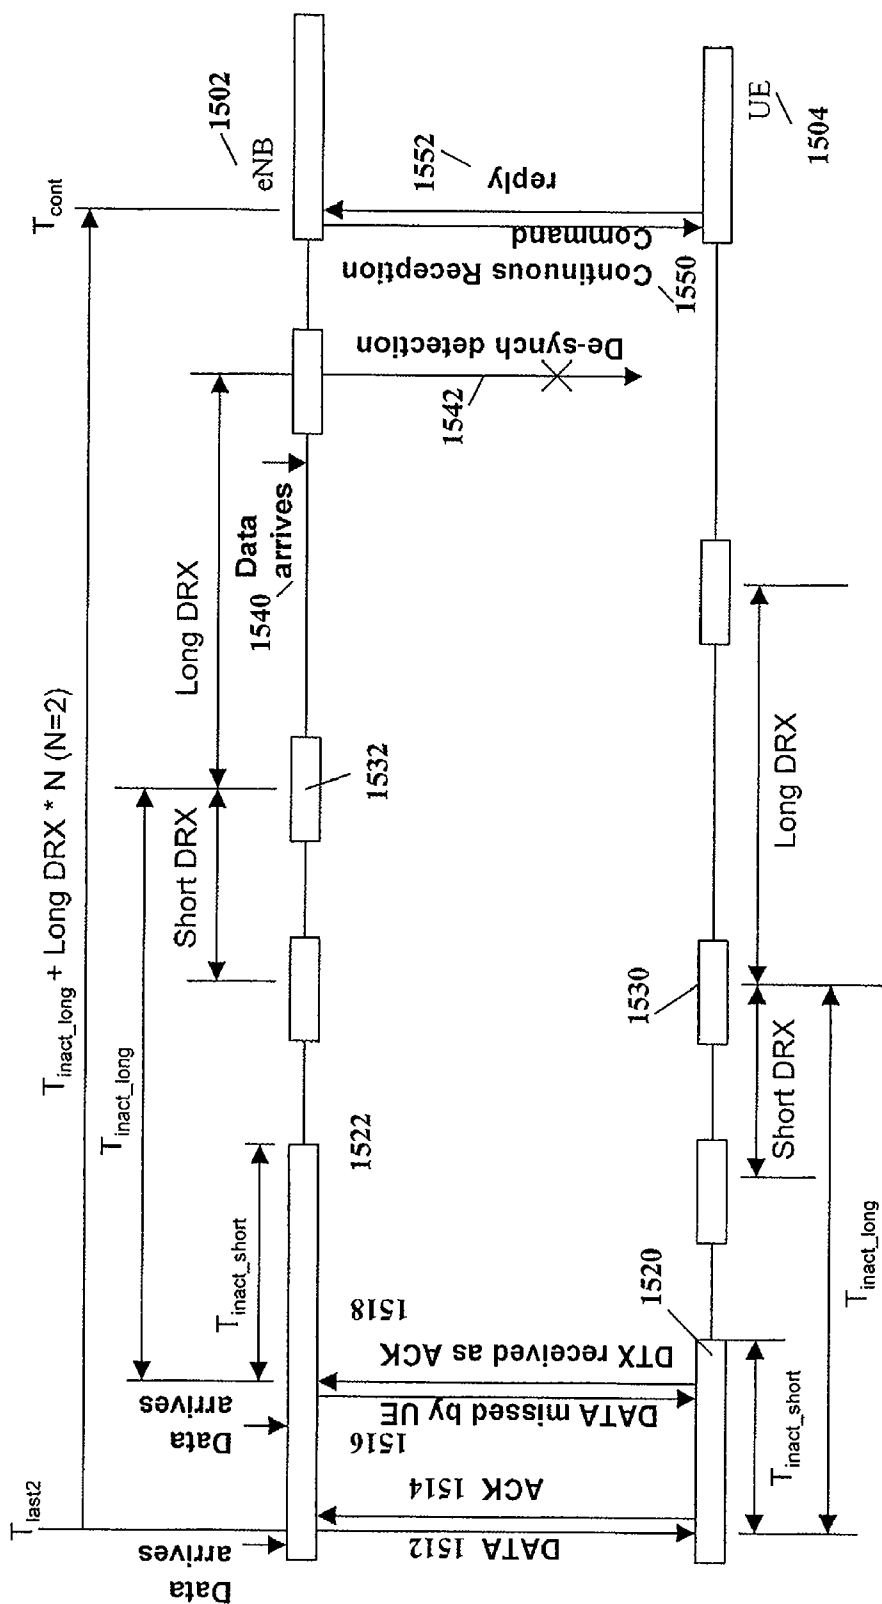 T_last2
T_inact_long + Long DRX * N (N=2)
T_cont
T_inact_long
Short DRX
Long DRX
T_inact_short
Data
arrives
Data
arrives
Data
arrives
1540
1502
eNB
1522
1532
DATA 1512
ACK 1514
1516
DATA missed by UE
DTX received as ACK
1518
1542
De-synch detection
1550
Continuous Reception
Command
reply
1552
1520
1530
UE
1504
T_inact_short
Short DRX
Long DRX
T_inact_long